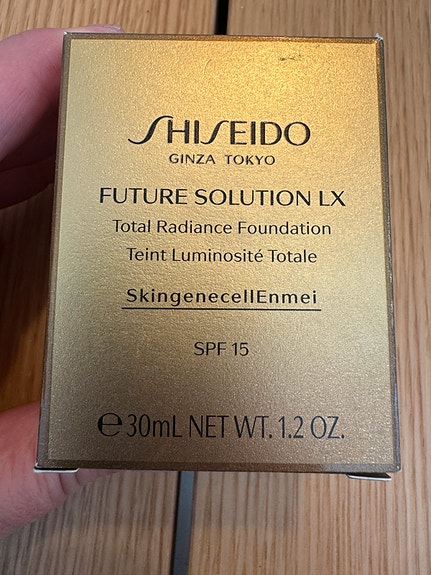 SHISEIDO
GINZA TOKYO
FUTURE SOLUTION LX
Total Radiance Foundation
Teint Luminosité Totale
SkingenecellEnmei
SPF 15
℮30mL NET WT. 1.2 OZ.